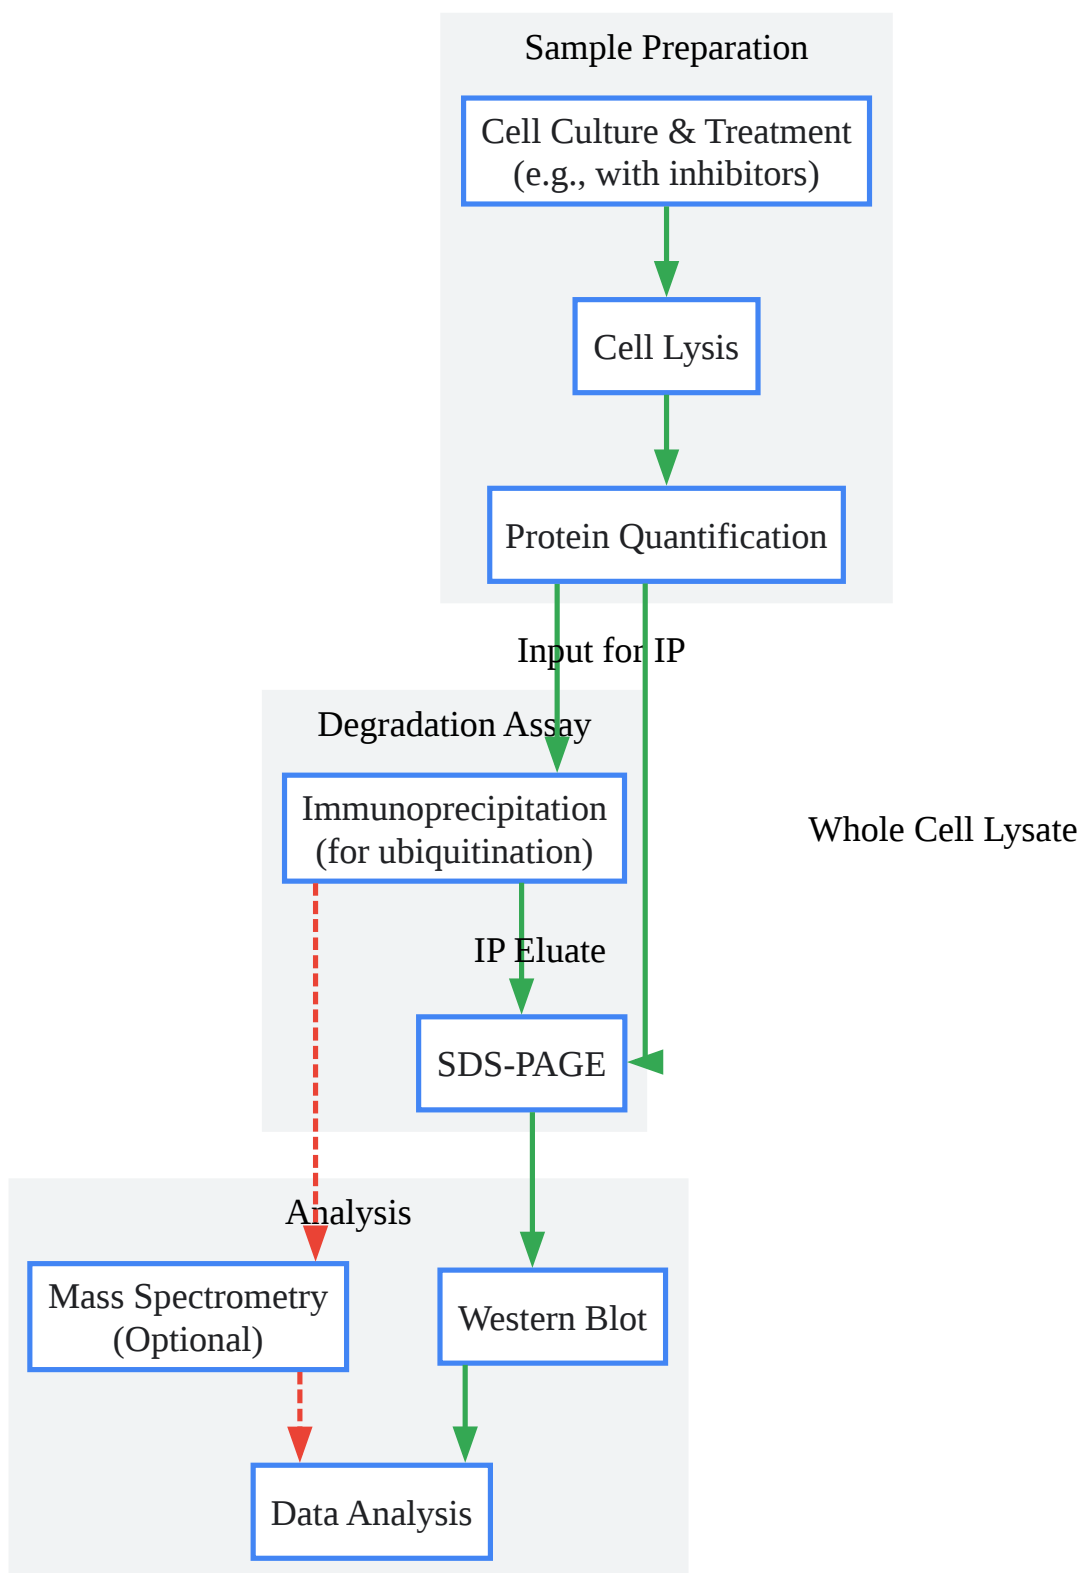 Sample Preparation
Cell Culture & Treatment
(e.g., with inhibitors)
Cell Lysis
Protein Quantification
Input for IP
Degradation Assay
Immunoprecipitation
(for ubiquitination)
Whole Cell Lysate
IP Eluate
SDS-PAGE
Analysis
Mass Spectrometry
(Optional)
Western Blot
Data Analysis